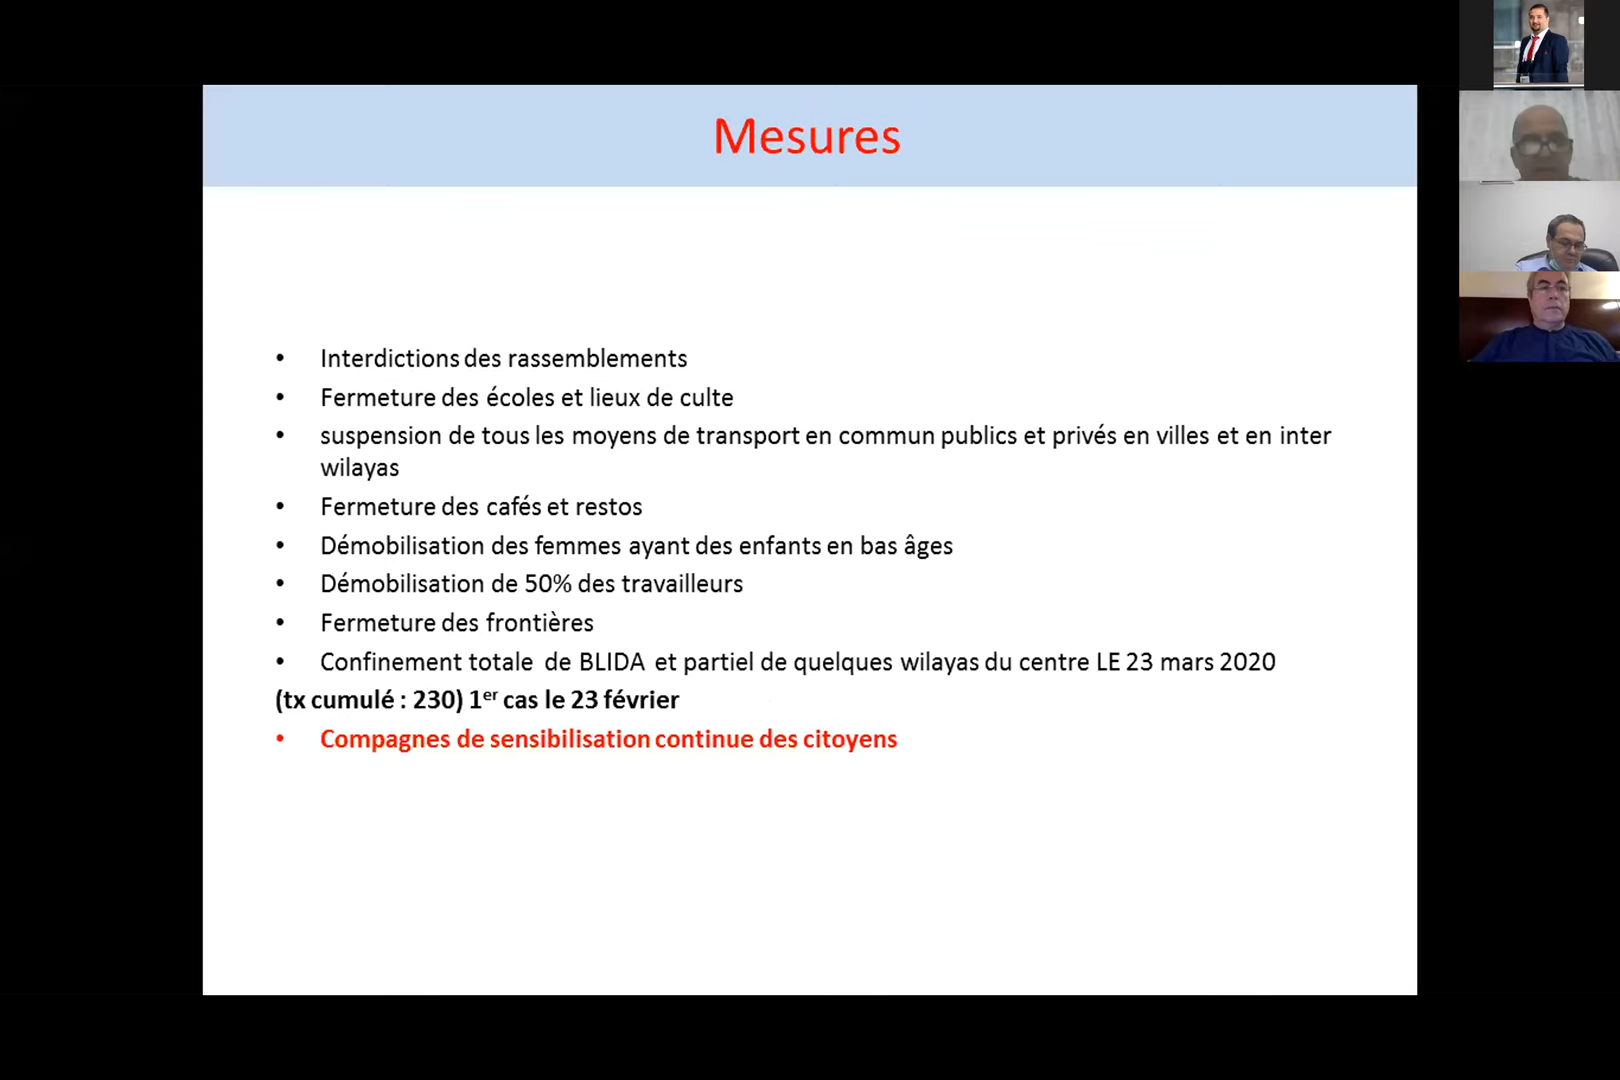 Mesures
• Interdictions des rassemblements
• Fermeture des écoles et lieux de culte
• suspension de tous les moyens de transport en commun publics et privés en villes et en inter
wilayas
• Fermeture des cafés et restos
• Démobilisation des femmes ayant des enfants en bas âges
• Démobilisation de 50% des travailleurs
• Fermeture des frontières
• Confinement totale de BLIDA et partiel de quelques wilayas du centre LE 23 mars 2020
(tx cumulé : 230) 1er cas le 23 février
• Compagnes de sensibilisation continue des citoyens